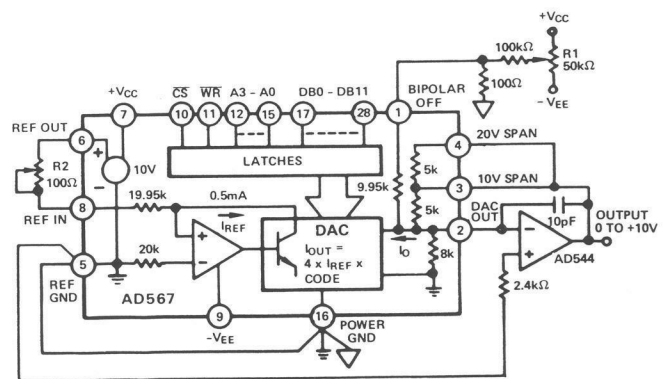 +VCC
100kΩ
R1
50kΩ
100Ω
-VEE
+VCC
CS WR A3 - A0 DB0 - DB11
BIPOLAR
OFF
7 10 11 12 15 17 28 1
REF OUT
6
R2
100Ω
+
-
10V
LATCHES
9.95k
5k
5k
4 20V SPAN
3 10V SPAN
DAC
OUT
2
10pF
OUTPUT
0 TO +10V
REF IN
8
19.95k
0.5mA
IREF
DAC
IOUT =
4 x IREF x
CODE
IO
8k
-
+
AD544
2.4kΩ
5
REF
GND
20k
+
-
AD567
9
-VEE
16
POWER
GND